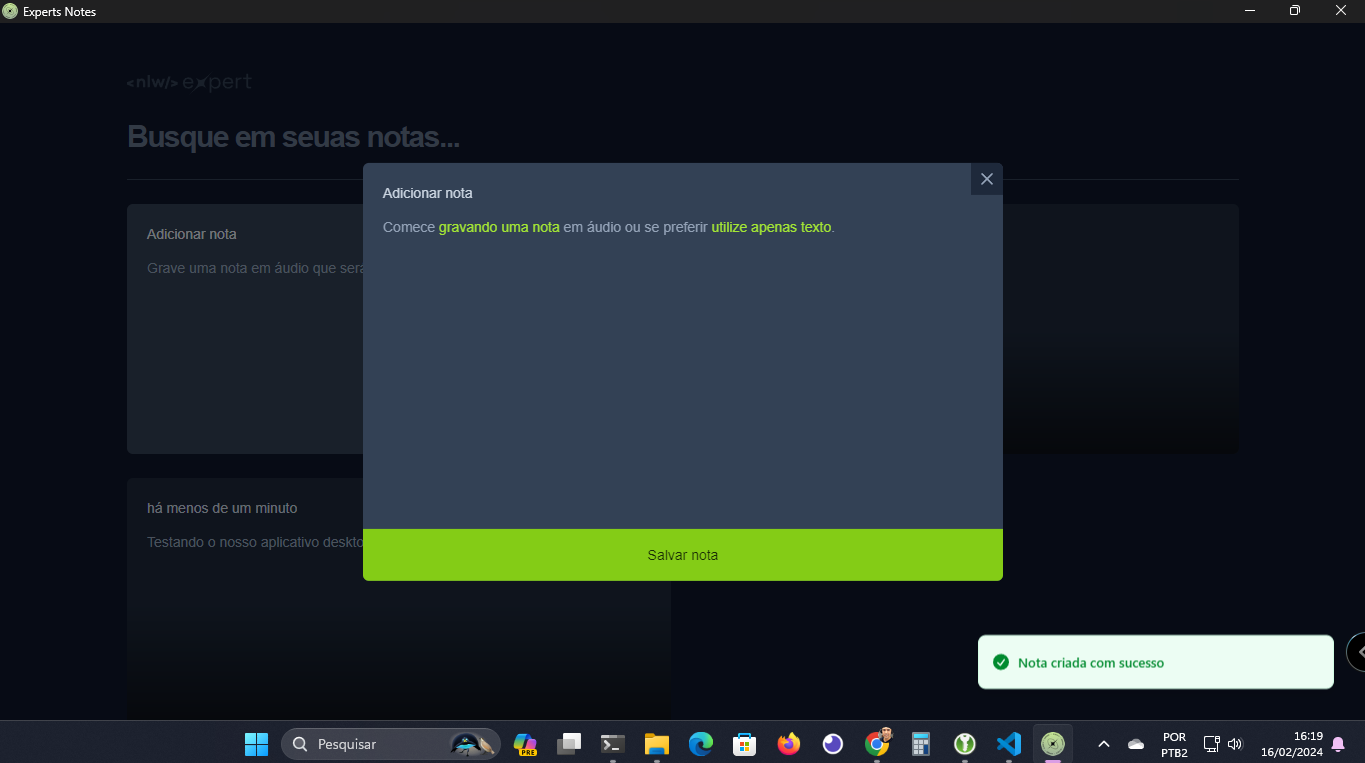 Experts Notes
<nlw/> expert
Busque em seuas notas...
Adicionar nota
Grave uma nota em áudio que será
Adicionar nota
Comece gravando uma nota em áudio ou se preferir utilize apenas texto.
Salvar nota
há menos de um minuto
Testando o nosso aplicativo deskto
Nota criada com sucesso
Pesquisar
PRE
POR
PTB2
16:19
16/02/2024